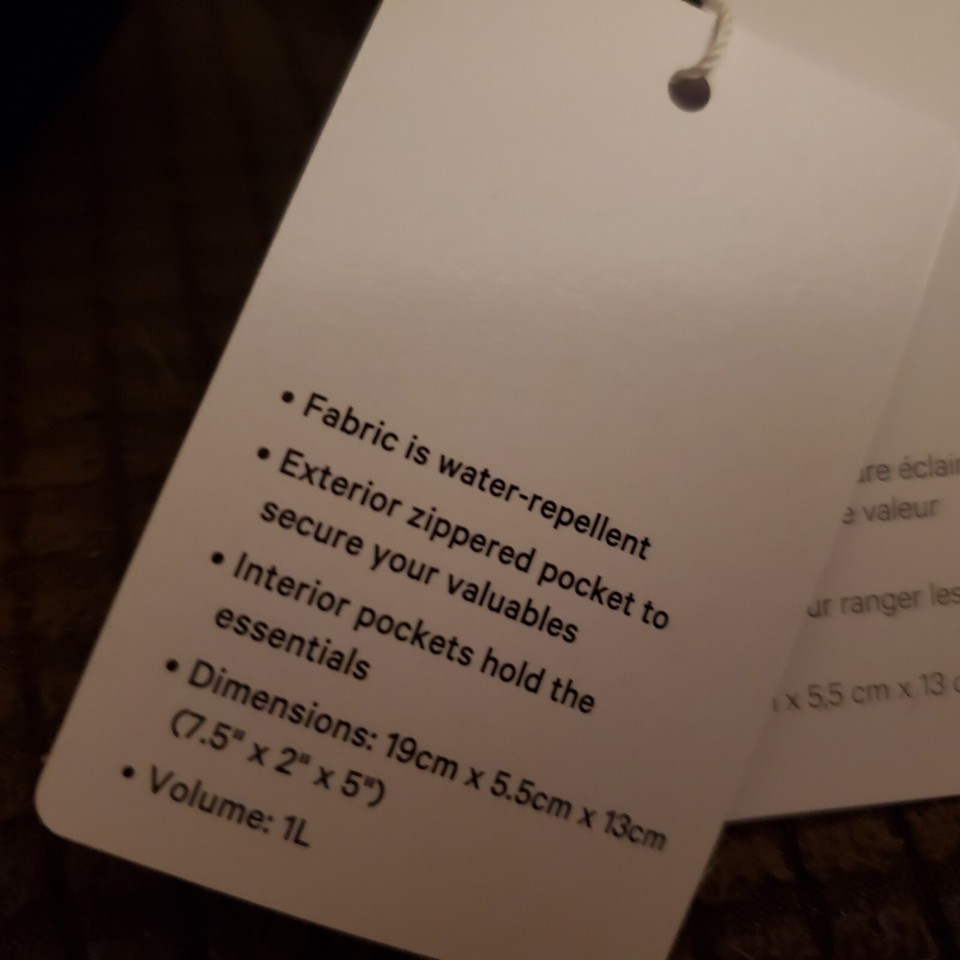 • Fabric is water-repellent
• Exterior zippered pocket to
secure your valuables
• Interior pockets hold the
essentials
• Dimensions: 19cm x 5.5cm x 13cm
(7.5" x 2" x 5")
• Volume: 1L
valeur
ranger les
x 5,5 cm x 13